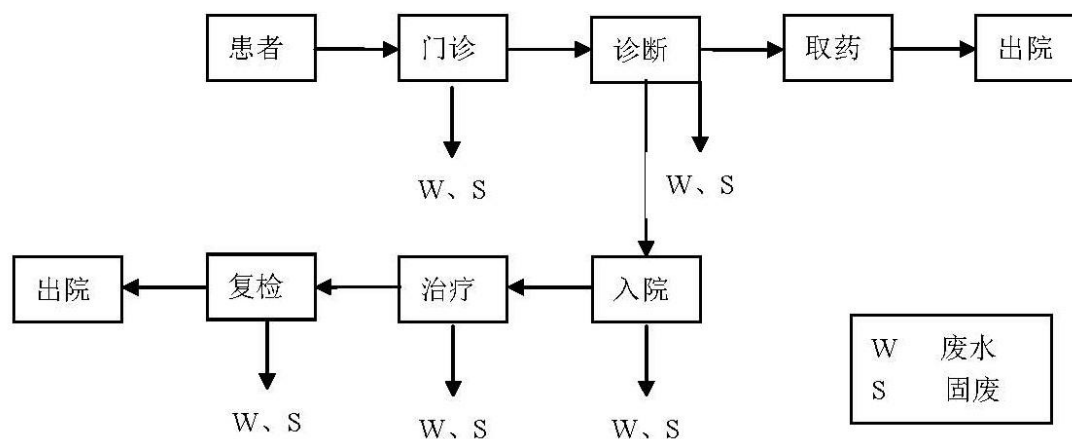 患者 门诊 诊断 取药 出院
W、S W、S
出院 复检 治疗 入院
W 废水
S 固废
W、S W、S W、S